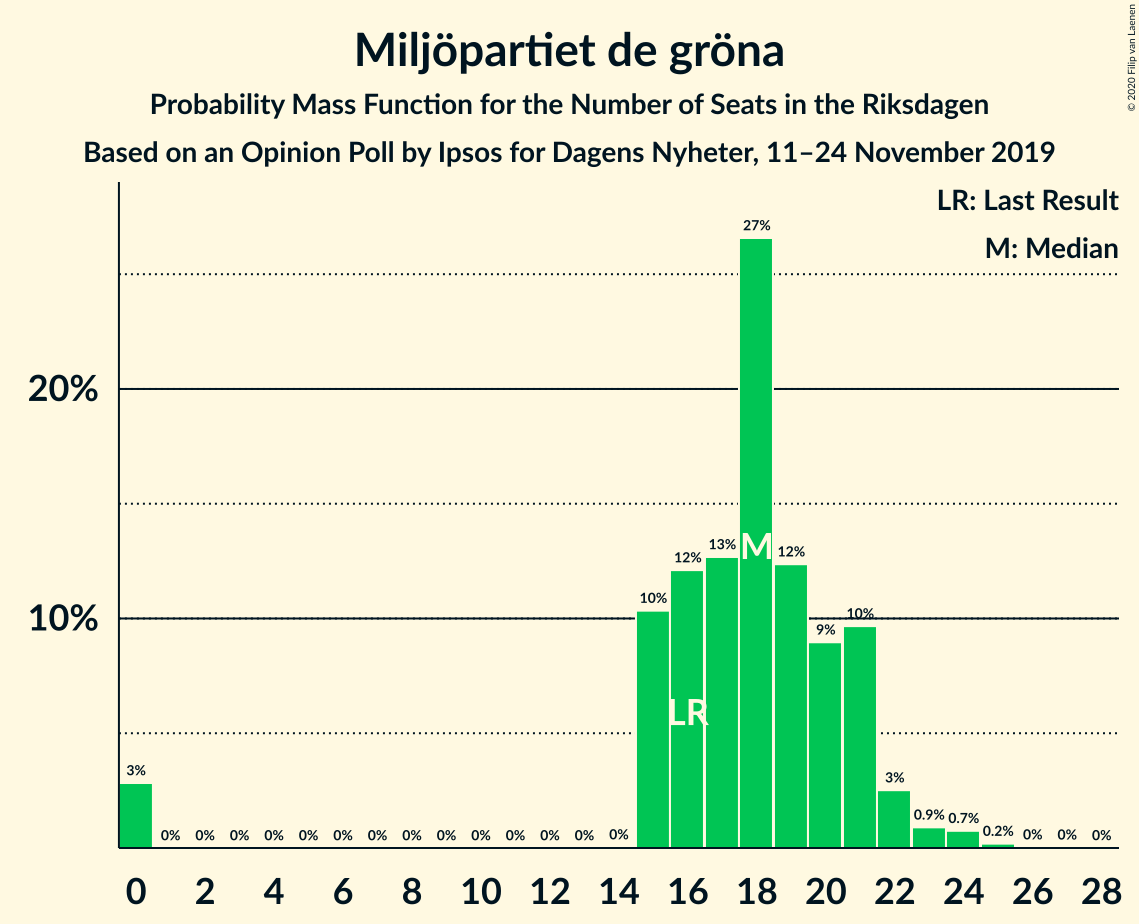 Miljöpartiet de gröna
Probability Mass Function for the Number of Seats in the Riksdagen
Based on an Opinion Poll by Ipsos for Dagens Nyheter, 11–24 November 2019
© 2020 Filip van Laenen
LR: Last Result
M: Median
20%
10%
3% 0% 0% 0% 0% 0% 0% 0% 0% 0% 0% 0% 0% 0% 0% 10% 12% 13% 27% 12% 9% 10% 3% 0.9% 0.7% 0.2% 0% 0% 0%
M
LR
0 2 4 6 8 10 12 14 16 18 20 22 24 26 28